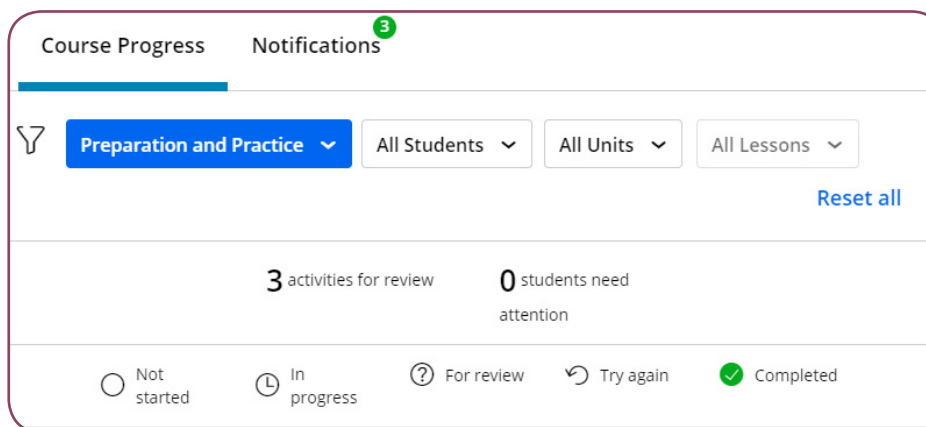 Course Progress
Notifications
3
Preparation and Practice
All Students
All Units
All Lessons
Reset all
3 activities for review
0 students need
attention
Not
started
In
progress
For review
Try again
Completed